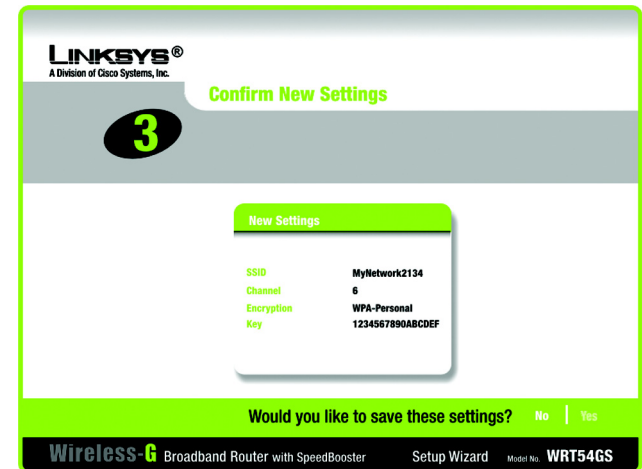 LINKSYS®
A Division of Cisco Systems, Inc.
Confirm New Settings
3
New Settings
SSID MyNetwork2134
Channel 6
Encryption WPA-Personal
Key 1234567890ABCDEF
Would you like to save these settings? No Yes
Wireless-G Broadband Router with SpeedBooster Setup Wizard Model No. WRT54GS